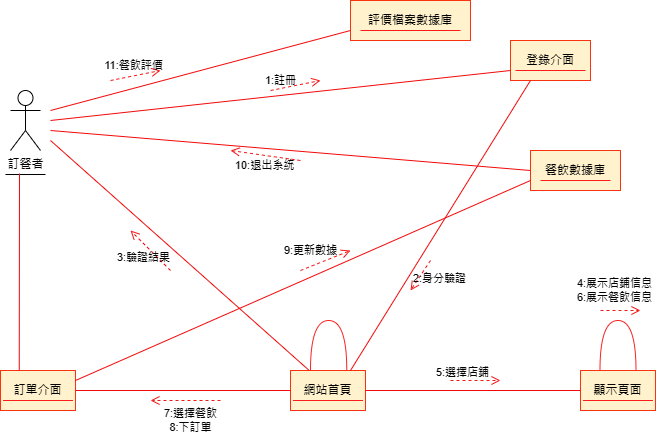 評價檔案數據庫
11:餐飲評價
登錄介面
1:註冊
訂餐者
10:退出系統
餐飲數據庫
3:驗證結果
9:更新數據
2:身分驗證
4:展示店鋪信息
6:展示餐飲信息
訂單介面
網站首頁
5:選擇店鋪
顯示頁面
7:選擇餐飲
8:下訂單